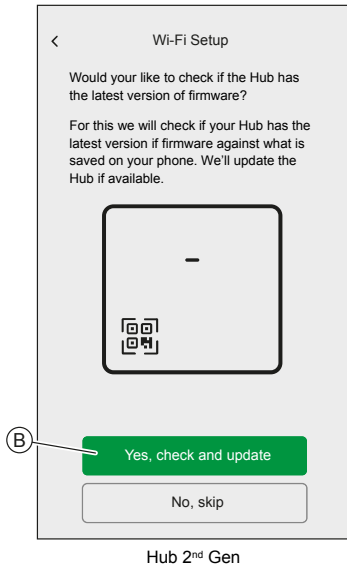 Wi-Fi Setup
Would your like to check if the Hub has
the latest version of firmware?
For this we will check if your Hub has the
latest version if firmware against what is
saved on your phone. We'll update the
Hub if available.
B
Yes, check and update
No, skip
Hub 2nd Gen